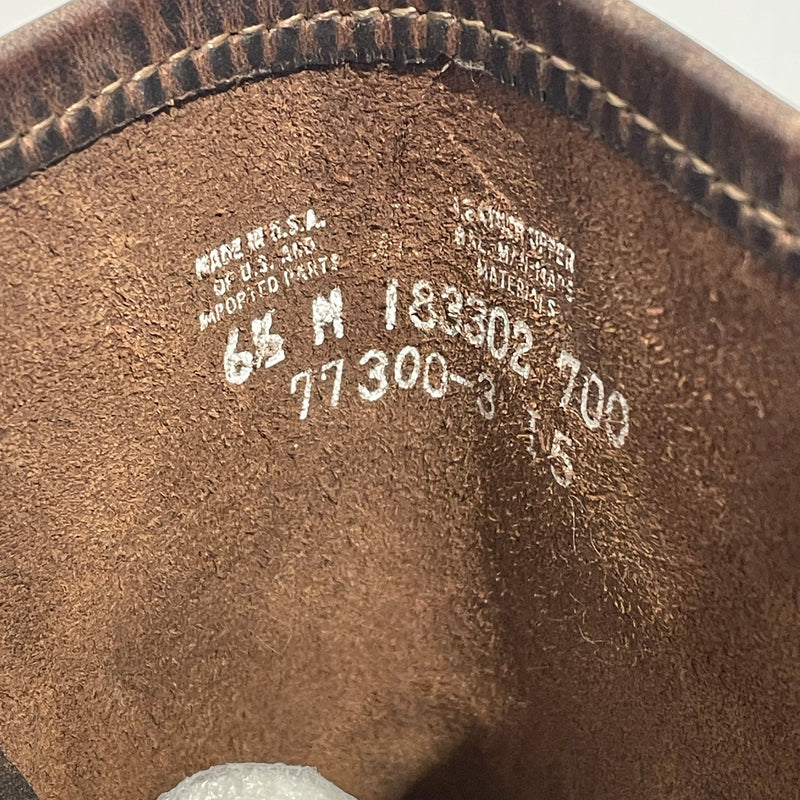 MADE IN U.S.A.
OF U.S. AND
IMPORTED PARTS
LEATHER UPPER
BAL. MAN-MADE
MATERIALS
6½ M 183302 700
77300-3 15